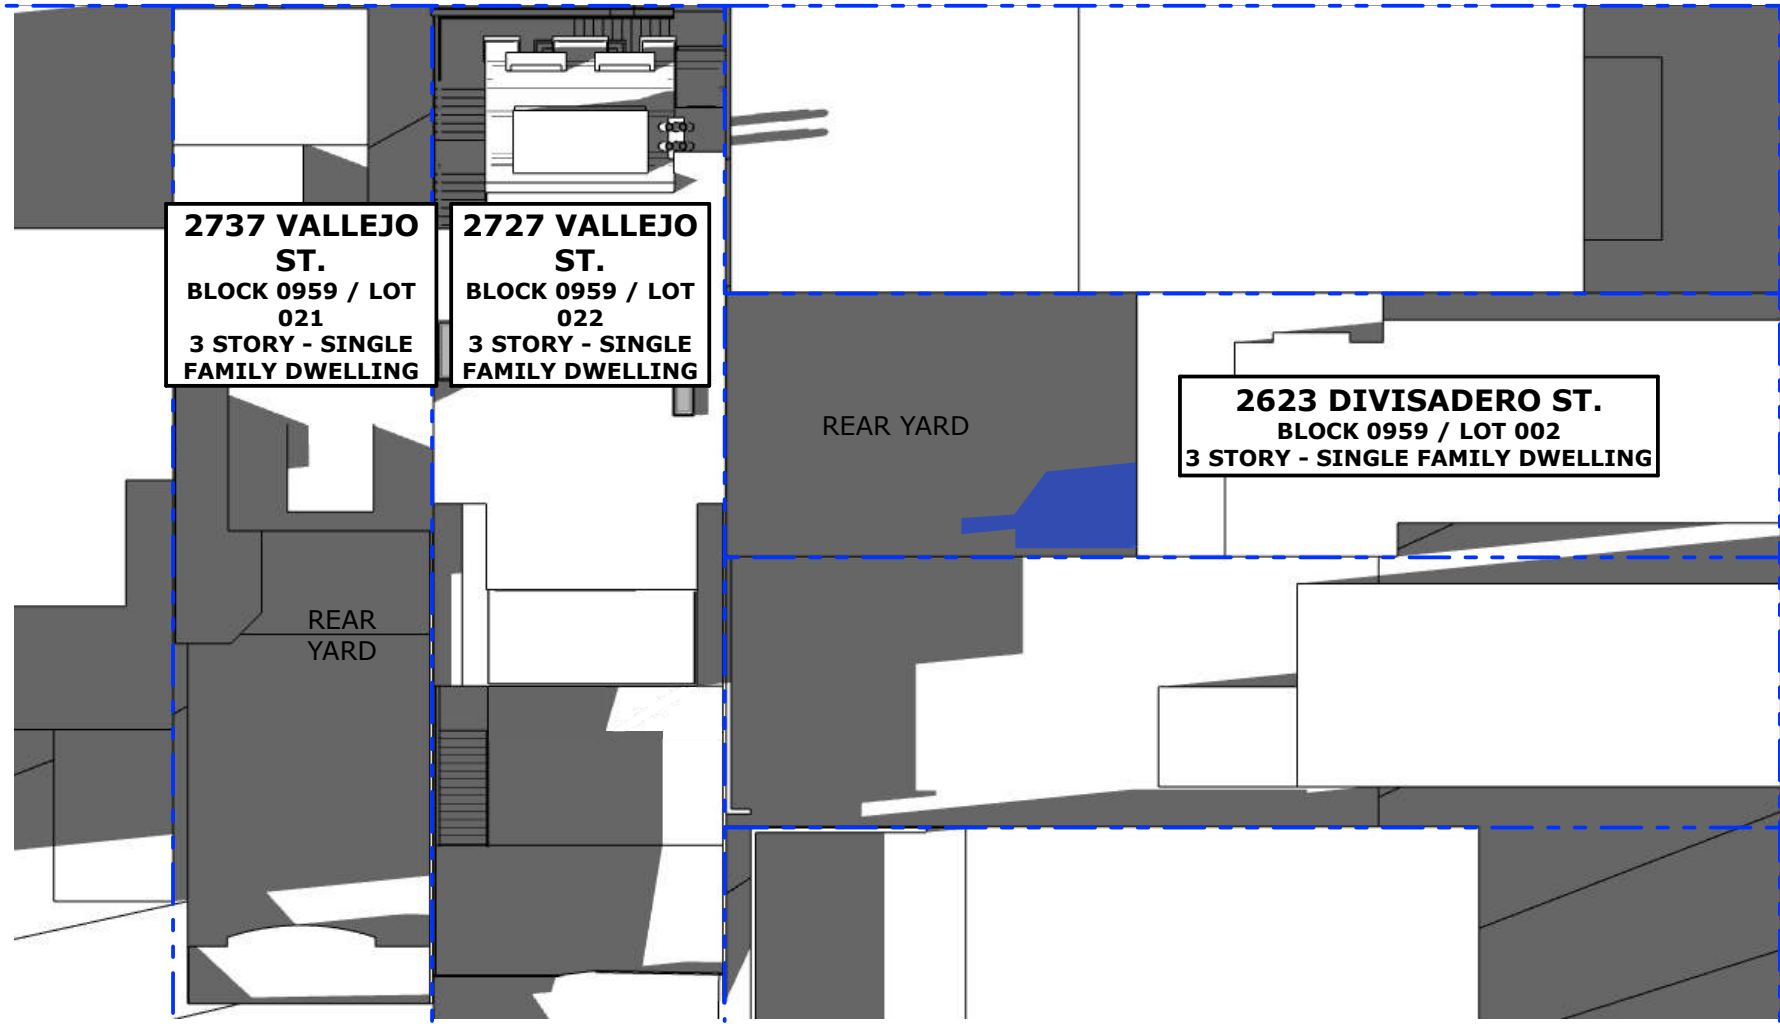 2737 VALLEJO
ST.
BLOCK 0959 / LOT
021
3 STORY - SINGLE
FAMILY DWELLING
2727 VALLEJO
ST.
BLOCK 0959 / LOT
022
3 STORY - SINGLE
FAMILY DWELLING
2623 DIVISADERO ST.
BLOCK 0959 / LOT 002
3 STORY - SINGLE FAMILY DWELLING
REAR YARD
REAR
YARD